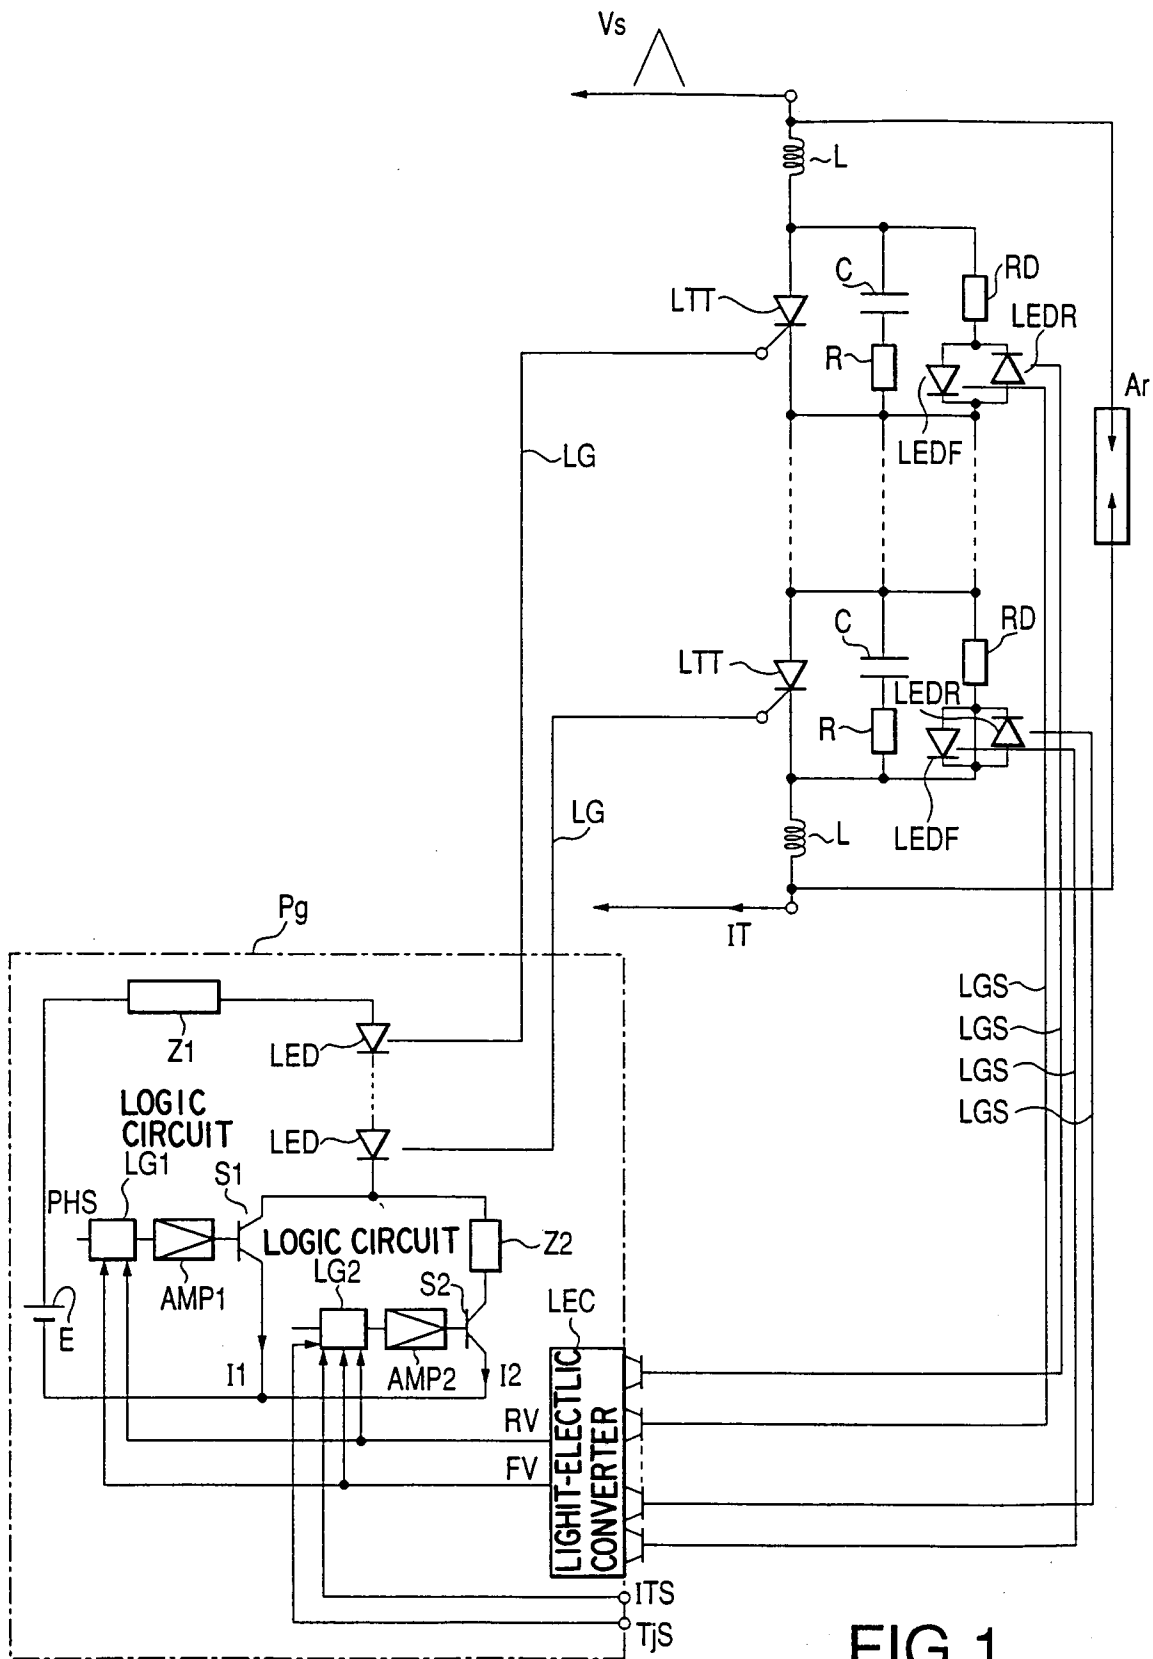 Vs
L
C
RD
LEDR
LTT
R
Ar
LEDF
LG
C
RD
LTT
LEDR
R
LG
L
LEDF
Pg
IT
LGS
LGS
LGS
LGS
Z1
LED
LOGIC
CIRCUIT
LG1
LED
S1
PHS
LOGIC CIRCUIT
LG2
Z2
AMP1
S2
LEC
E
I1
AMP2
I2
RV
FV
LIGHIT-ELECTLIC
CONVERTER
ITS
TjS
FIG.1